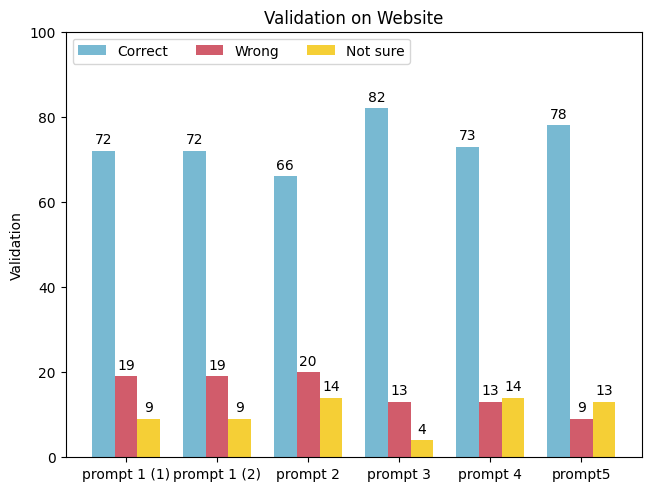 Validation on Website
Correct Wrong Not sure
Validation
100
80
60
40
20
0
72 19 9
72 19 9
66 20 14
82 13 4
73 13 14
78 9 13
prompt 1 (1) prompt 1 (2) prompt 2 prompt 3 prompt 4 prompt5